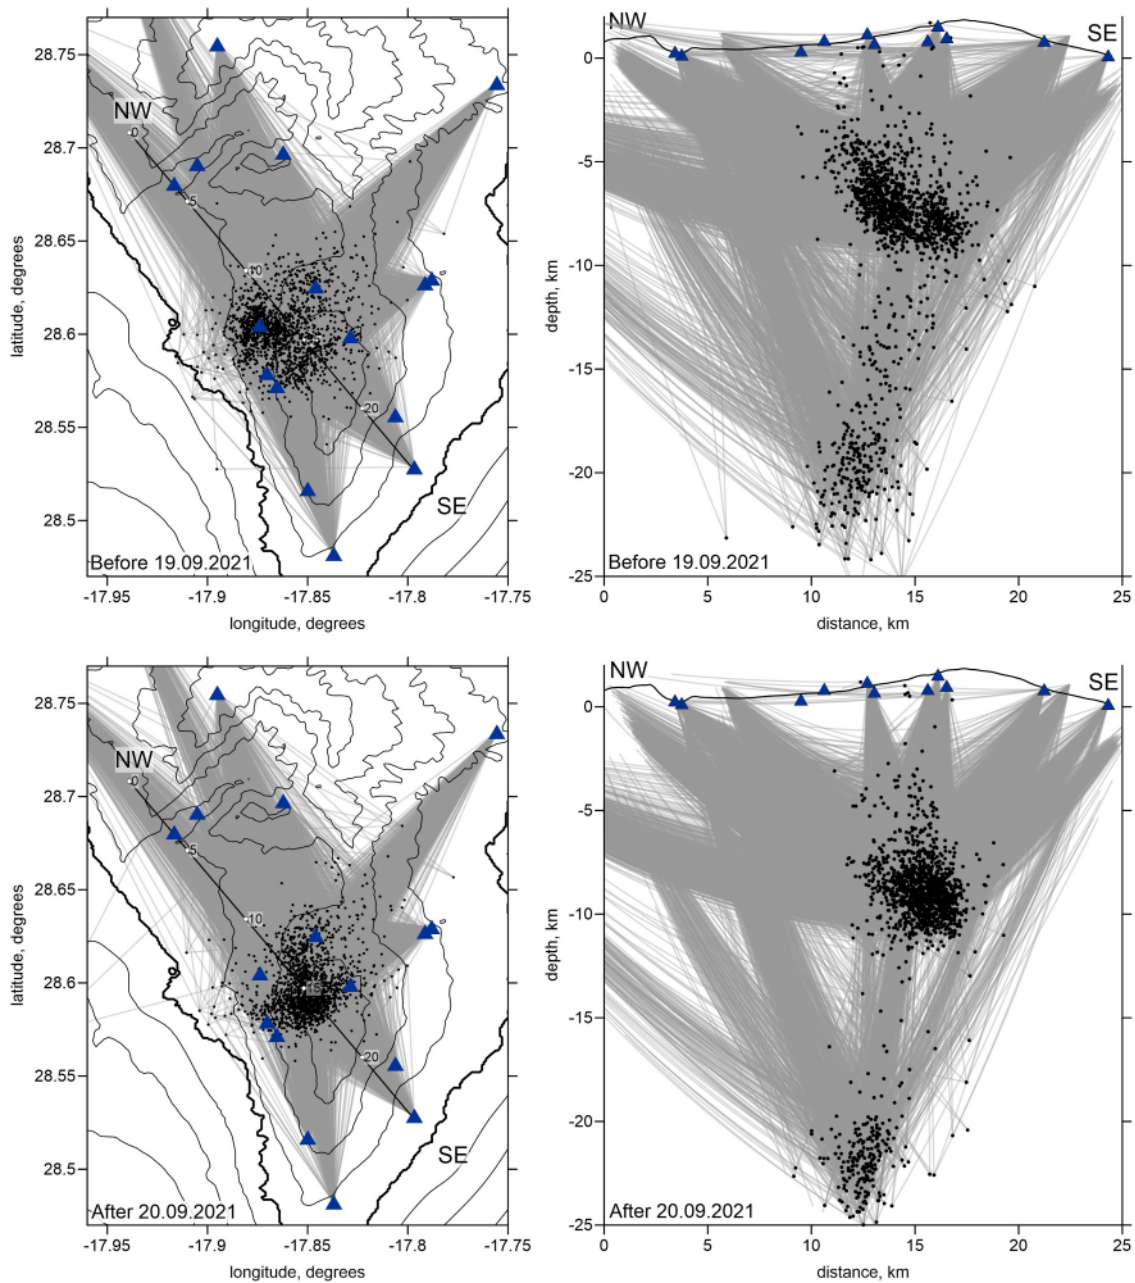 28.75
28.7
28.65
28.6
28.55
28.5
latitude, degrees
NW
0
5
10
20
SE
Before 19.09.2021
-17.95 -17.9 -17.85 -17.8 -17.75
longitude, degrees
NW
SE
0
-5
-10
-15
-20
-25
depth, km
Before 19.09.2021
0 5 10 15 20 25
distance, km
28.75
28.7
28.65
28.6
28.55
28.5
latitude, degrees
NW
0
5
10
15
20
SE
After 20.09.2021
-17.95 -17.9 -17.85 -17.8 -17.75
longitude, degrees
NW
SE
0
-5
-10
-15
-20
-25
depth, km
After 20.09.2021
0 5 10 15 20 25
distance, km